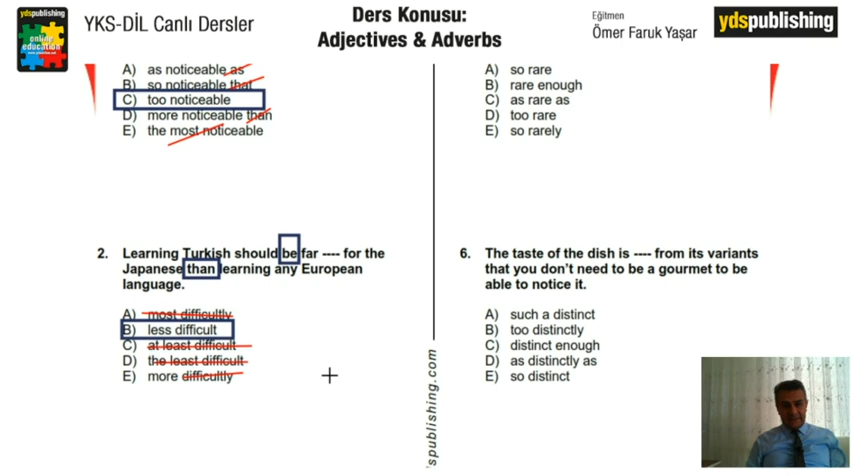 ydspublishing
online
education
YKS-DİL Canlı Dersler
Ders Konusu:
Adjectives & Adverbs
Eğitmen
Ömer Faruk Yaşar
ydspublishing
A) as noticeable as
B) so noticeable that
C) too noticeable
D) more noticeable than
E) the most noticeable
2. Learning Turkish should be far ---- for the
Japanese than learning any European
language.
A) most difficultly
B) less difficult
C) at least difficult
D) the least difficult
E) more difficultly
spublishing.com
A) so rare
B) rare enough
C) as rare as
D) too rare
E) so rarely
6. The taste of the dish is ---- from its variants
that you don't need to be a gourmet to be
able to notice it.
A) such a distinct
B) too distinctly
C) distinct enough
D) as distinctly as
E) so distinct